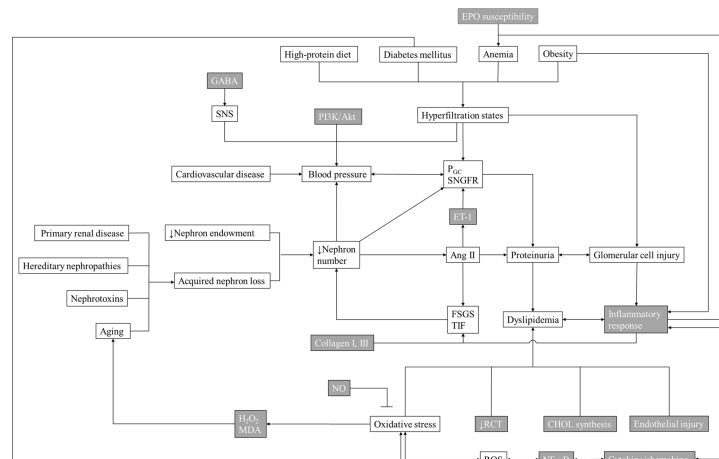 EPO susceptibility
High-protein diet
Diabetes mellitus
Anemia
Obesity
GABA
SNS
PI3K/Akt
Hyperfiltration states
Cardiovascular disease
Blood pressure
P_GC
SNGFR
ET-1
Primary renal disease
↓Nephron endowment
Hereditary nephropathies
Acquired nephron loss
↓Nephron
number
Ang II
Proteinuria
Glomerular cell injury
Nephrotoxins
Aging
FSGS
TIF
Dyslipidemia
Inflammatory
response
Collagen I, III
NO
H₂O₂
MDA
Oxidative stress
↓RCT
CHOL synthesis
Endothelial injury